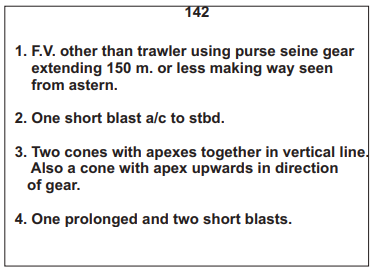 142
1. F.V. other than trawler using purse seine gear
extending 150 m. or less making way seen
from astern.
2. One short blast a/c to stbd.
3. Two cones with apexes together in vertical line.
Also a cone with apex upwards in direction
of gear.
4. One prolonged and two short blasts.